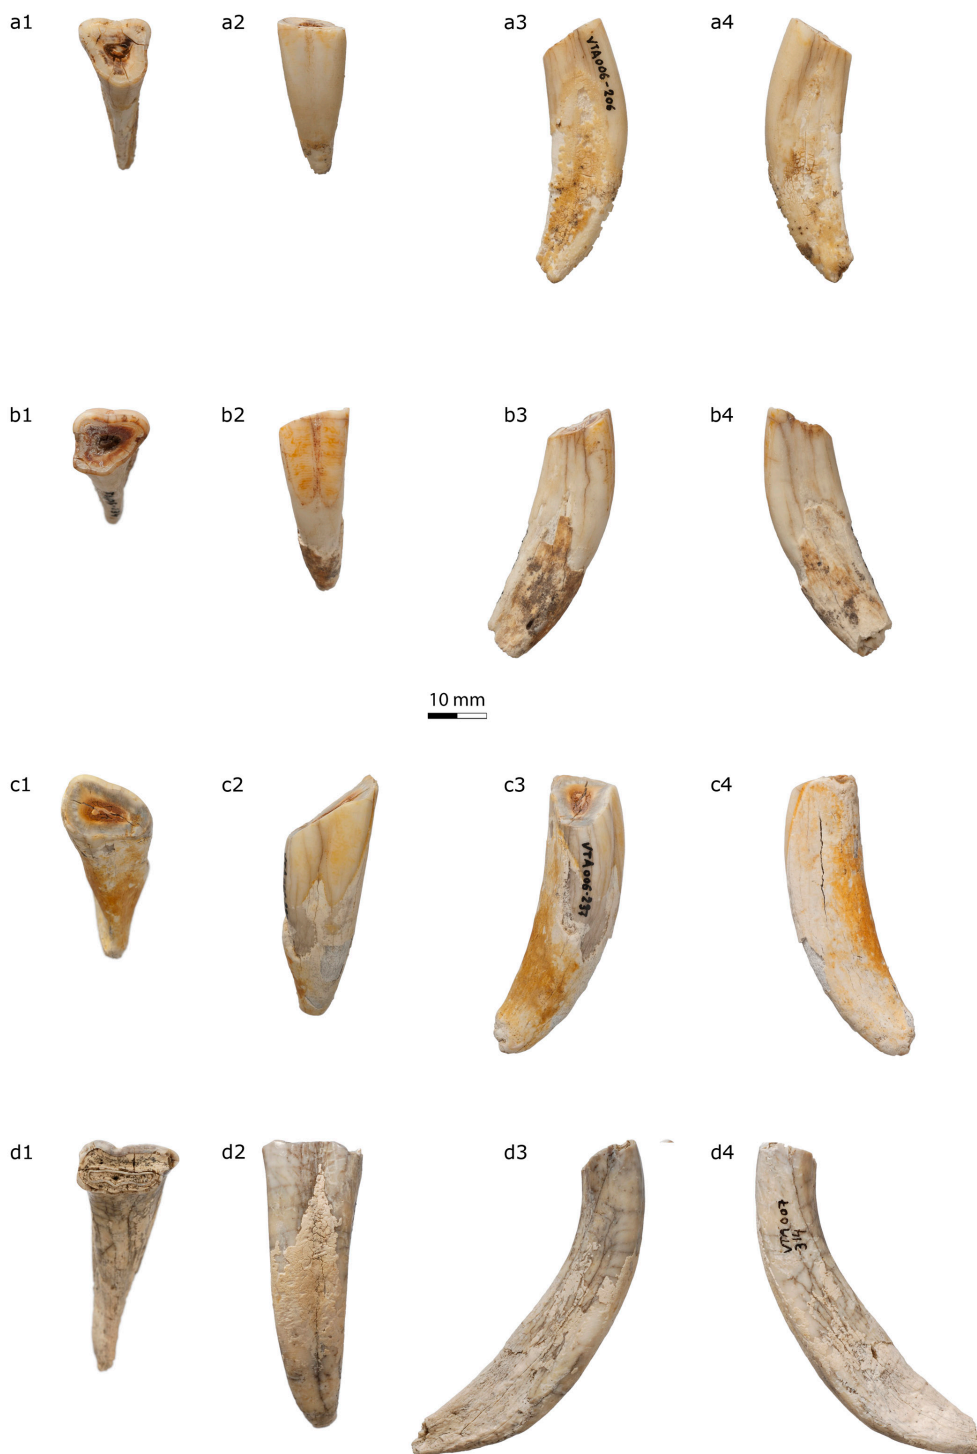 a1 a2 a3 a4
VTA006-206
b1 b2 b3 b4
10 mm
c1 c2 c3 c4
VTA006-237
d1 d2 d3 d4
VTA007
314